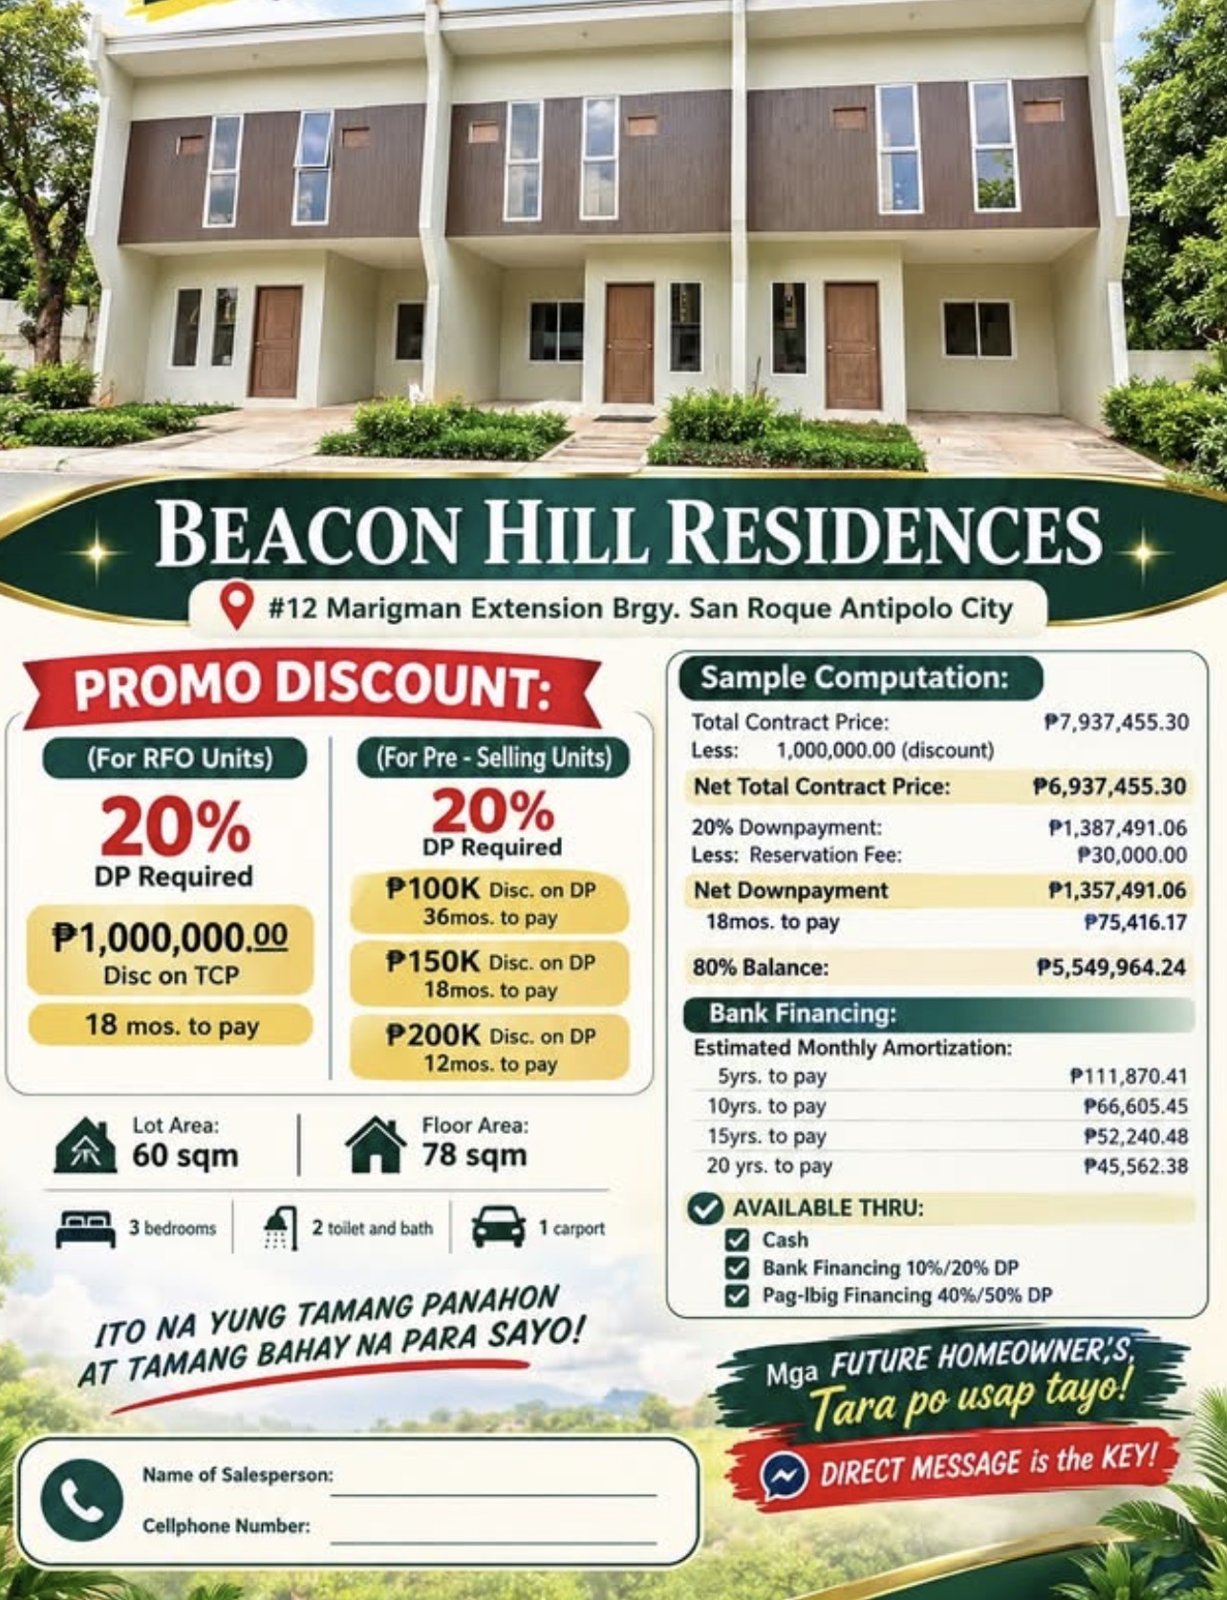 BEACON HILL RESIDENCES
#12 Marigman Extension Brgy. San Roque Antipolo City
PROMO DISCOUNT:
(For RFO Units)
20%
DP Required
₱1,000,000.00
Disc on TCP
18 mos. to pay
(For Pre - Selling Units)
20%
DP Required
₱100K Disc. on DP
36mos. to pay
₱150K Disc. on DP
18mos. to pay
₱200K Disc. on DP
12mos. to pay
Lot Area:
60 sqm
Floor Area:
78 sqm
3 bedrooms
2 toilet and bath
1 carport
ITO NA YUNG TAMANG PANAHON
AT TAMANG BAHAY NA PARA SAYO!
Name of Salesperson:
Cellphone Number:
Sample Computation:
Total Contract Price: ₱7,937,455.30
Less: 1,000,000.00 (discount)
Net Total Contract Price: ₱6,937,455.30
20% Downpayment: ₱1,387,491.06
Less: Reservation Fee: ₱30,000.00
Net Downpayment ₱1,357,491.06
18mos. to pay ₱75,416.17
80% Balance: ₱5,549,964.24
Bank Financing:
Estimated Monthly Amortization:
5yrs. to pay ₱111,870.41
10yrs. to pay ₱66,605.45
15yrs. to pay ₱52,240.48
20 yrs. to pay ₱45,562.38
AVAILABLE THRU:
Cash
Bank Financing 10%/20% DP
Pag-Ibig Financing 40%/50% DP
Mga FUTURE HOMEOWNER,'S,
Tara po usap tayo!
DIRECT MESSAGE is the KEY!